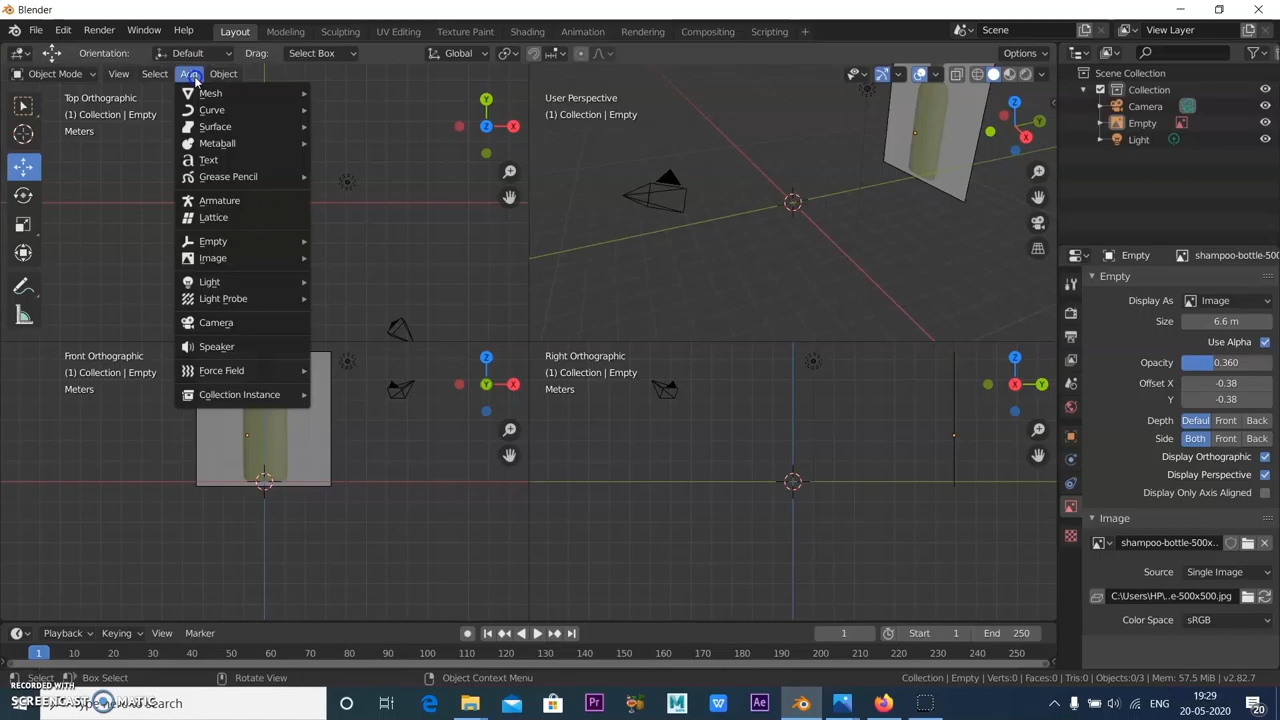 Blender
File Edit Render Window Help Layout Modeling Sculpting UV Editing Texture Paint Shading Animation Rendering Compositing Scripting + Scene View Layer
Orientation: Default Drag: Select Box Global Options
Object Mode View Select Add Object
Top Orthographic
(1) Collection | Empty
Meters
Mesh
Curve
Surface
Metaball
Text
Grease Pencil
Armature
Lattice
Empty
Image
Light
Light Probe
Camera
Speaker
Force Field
Collection Instance
Y
Z X
User Perspective
(1) Collection | Empty
Z
Y
X
Front Orthographic
(1) Collection | Empty
Meters
Z
Y X
Right Orthographic
(1) Collection | Empty
Meters
Z
X Y
Scene Collection
Collection
Camera
Empty
Light
Empty shampoo-bottle-500
Empty
Display As Image
Size 6.6 m
Use Alpha
Opacity 0.360
Offset X -0.38
Y -0.38
Depth Defaul Front Back
Side Both Front Back
Display Orthographic
Display Perspective
Display Only Axis Aligned
Image
shampoo-bottle-500x..
Source Single Image
C:\Users\HP\..e-500x500.jpg
Color Space sRGB
Playback Keying View Marker 1 Start 1 End 250
1 10 20 30 40 50 60 70 80 90 100 110 120 130 140 150 160 170 180 190 200 210 220 230 240 250
Select Box Select Rotate View Object Context Menu Collection | Empty | Verts:0 | Faces:0 | Tris:0 | Objects:0/3 | Mem: 57.5 MiB | v2.82.7
RECORDED WITH
SCREENCAST MATIC
here to search
Pr M W Ae ENG 19:29
20-05-2020
20